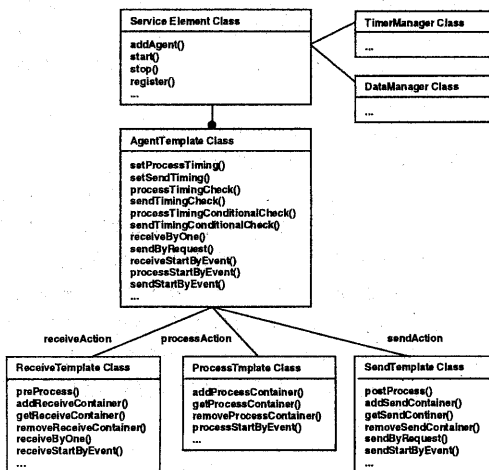 Service Element Class
addAgent()
start()
stop()
register()
...
TimerManager Class
...
DataManager Class
...
AgentTemplate Class
setProcessTiming()
setSendTiming()
processTimingCheck()
sendTimingCheck()
processTimingConditionalCheck()
sendTimingConditionalCheck()
receiveByOne()
sendByRequest()
receiveStartByEvent()
processStartByEvent()
sendStartByEvent()
...
receiveAction
processAction
sendAction
ReceiveTemplate Class
preProcess()
addReceiveContainer()
getReceiveContainer()
removeReceiveContainer()
receiveByOne()
receiveStartByEvent()
...
ProcessTmplate Class
addProcessContainer()
getProcessContainer()
removeProcessContainer()
processStartByEvent()
...
SendTemplate Class
postProcess()
addSendContainer()
getSendContiner()
removeSendContainer()
sendByRequest()
sendStartByEvent()
...